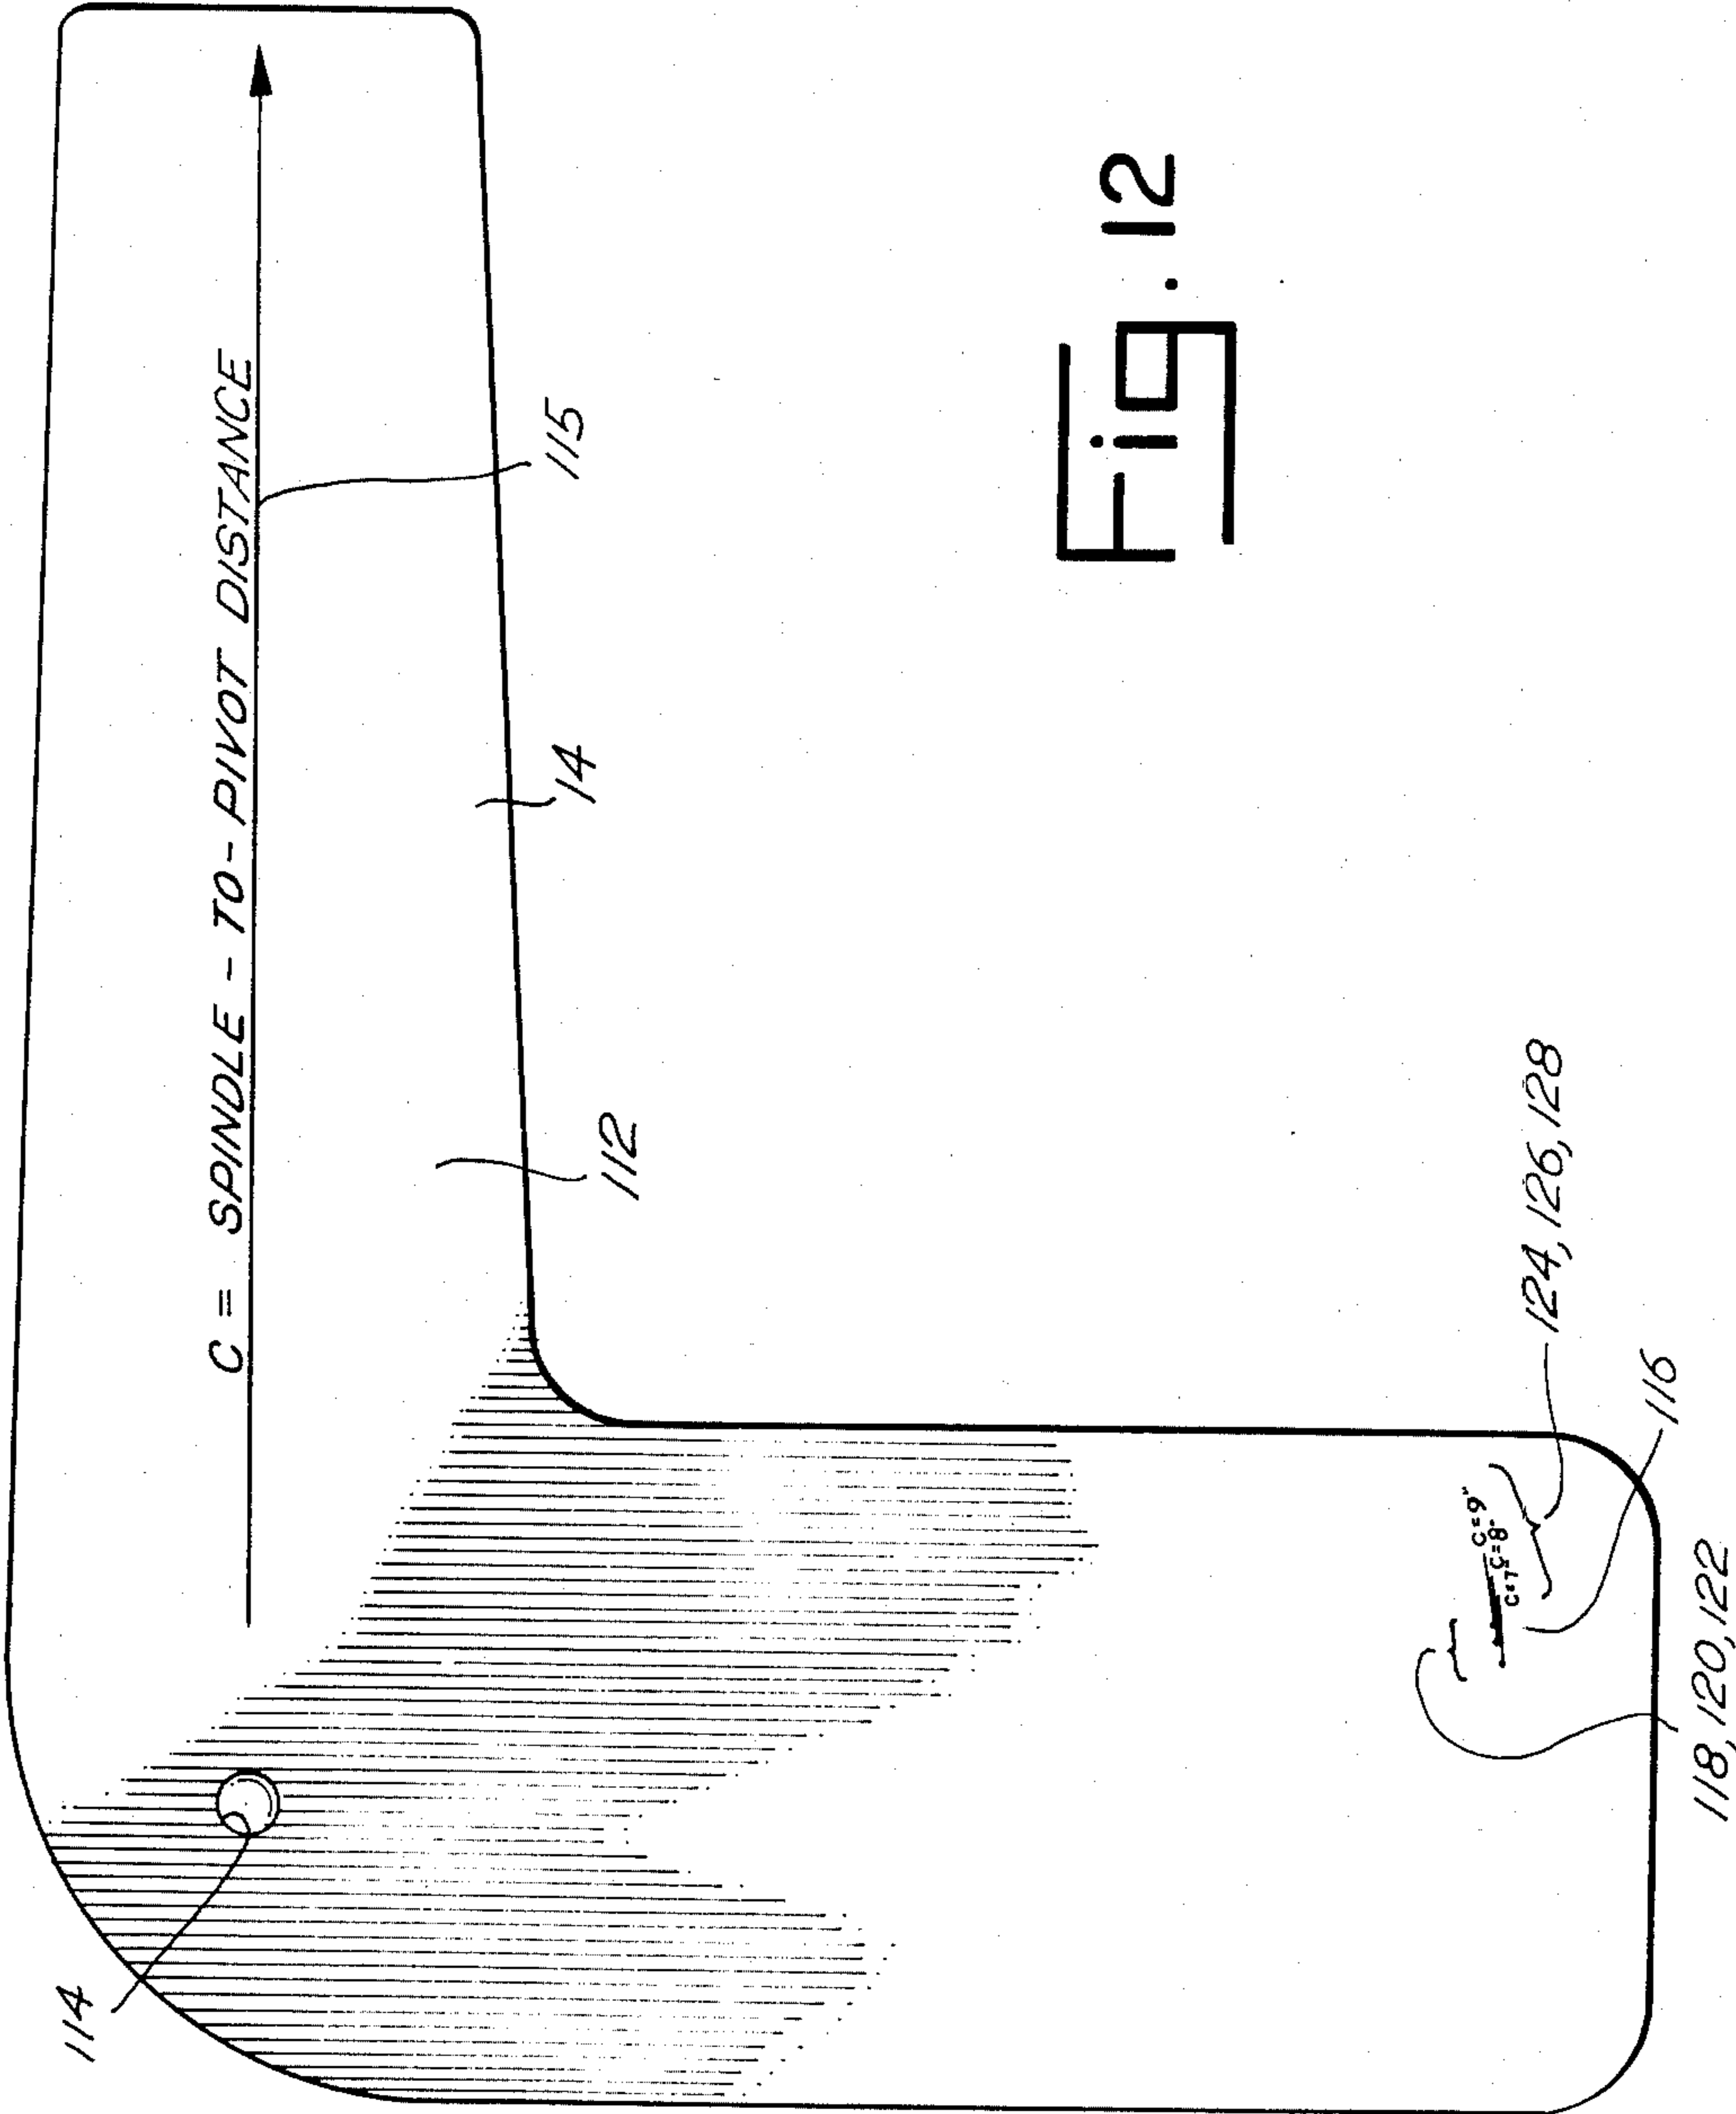 C = SPINDLE - TO - PIVOT DISTANCE
115
14
112
114
C=9"
C=8"
C=7"
124, 126, 128
116
118, 120, 122
Fig. 12